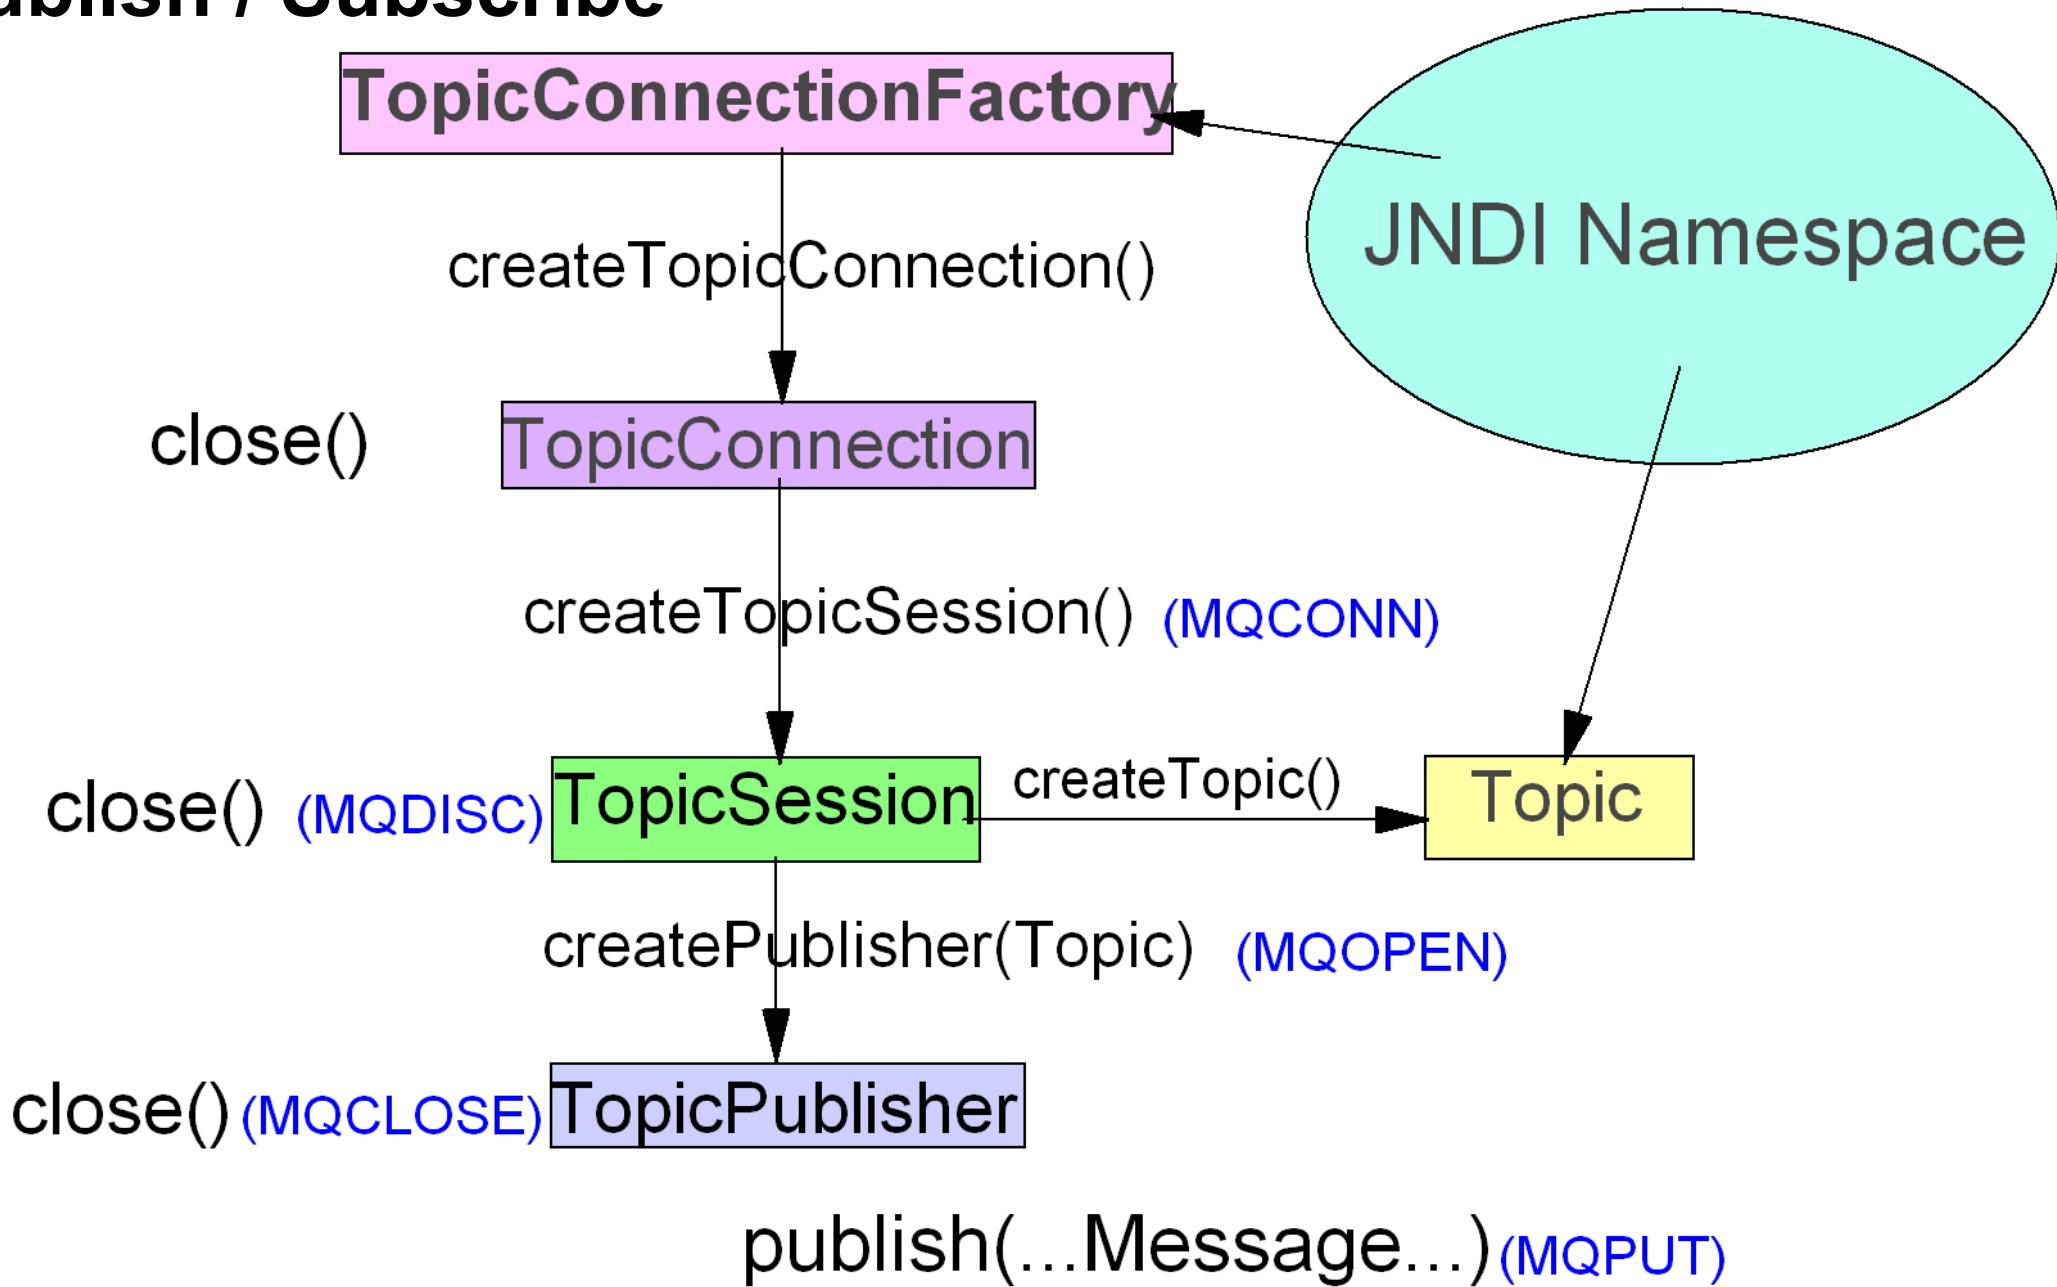 / Subscribe
TopicConnectionFactory
JNDI Namespace
createTopicConnection()
close() TopicConnection
createTopicSession() (MQCONN)
close() (MQDISC) TopicSession createTopic() Topic
createPublisher(Topic) (MQOPEN)
close() (MQCLOSE) TopicPublisher
publish(...Message...) (MQPUT)